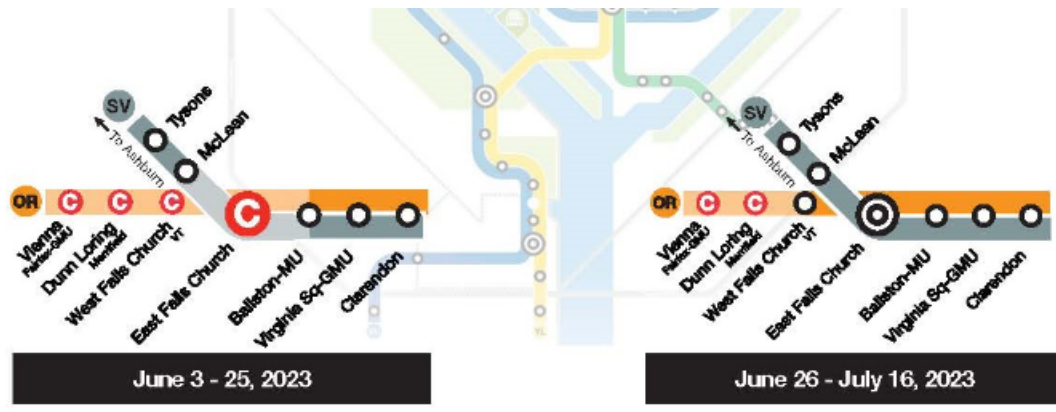 SV
Tysons
McLean
To Ashburn
OR
C
C
C
C
Vienna
Fairfax-GMU
Dunn Loring
Merrifield
West Falls Church
VT
East Falls Church
Ballston-MU
Virginia Sq-GMU
Clarendon
June 3 - 25, 2023
YL
SV
Tysons
McLean
To Ashburn
OR
C
C
Vienna
Fairfax-GMU
Dunn Loring
Merrifield
West Falls Church
VT
East Falls Church
Ballston-MU
Virginia Sq-GMU
Clarendon
June 26 - July 16, 2023